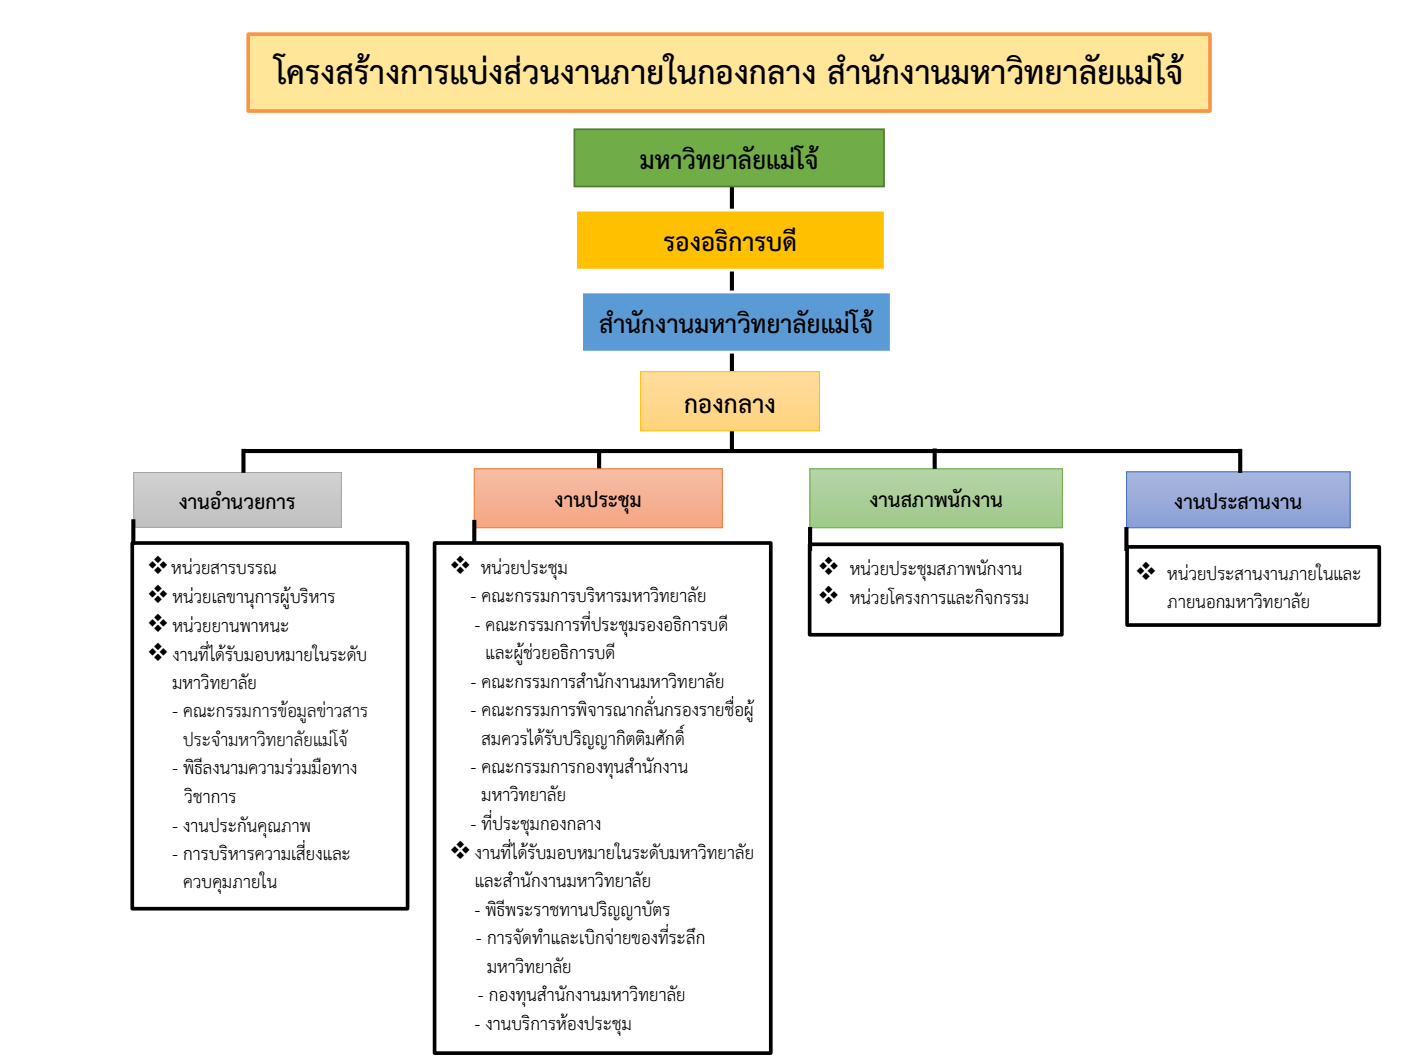 โครงสร้างการแบ่งส่วนงานภายในกองกลาง สำนักงานมหาวิทยาลัยแม่โจ้
มหาวิทยาลัยแม่โจ้
รองอธิการบดี
สำนักงานมหาวิทยาลัยแม่โจ้
กองกลาง
งานอำนวยการ
❖ หน่วยสารบรรณ
❖ หน่วยเลขานุการผู้บริหาร
❖ หน่วยยานพาหนะ
❖ งานที่ได้รับมอบหมายในระดับ
มหาวิทยาลัย
- คณะกรรมการข้อมูลข่าวสาร
ประจำมหาวิทยาลัยแม่โจ้
- พิธีลงนามความร่วมมือทาง
วิชาการ
- งานประกันคุณภาพ
- การบริหารความเสี่ยงและ
ควบคุมภายใน
งานประชุม
❖ หน่วยประชุม
- คณะกรรมการบริหารมหาวิทยาลัย
- คณะกรรมการที่ประชุมรองอธิการบดี
และผู้ช่วยอธิการบดี
- คณะกรรมการสำนักงานมหาวิทยาลัย
- คณะกรรมการพิจารณากลั่นกรองรายชื่อผู้
สมควรได้รับปริญญากิตติมศักดิ์
- คณะกรรมการกองทุนสำนักงาน
มหาวิทยาลัย
- ที่ประชุมกองกลาง
❖ งานที่ได้รับมอบหมายในระดับมหาวิทยาลัย
และสำนักงานมหาวิทยาลัย
- พิธีพระราชทานปริญญาบัตร
- การจัดทำและเบิกจ่ายของที่ระลึก
มหาวิทยาลัย
- กองทุนสำนักงานมหาวิทยาลัย
- งานบริการห้องประชุม
งานสภาพนักงาน
❖ หน่วยประชุมสภาพนักงาน
❖ หน่วยโครงการและกิจกรรม
งานประสานงาน
❖ หน่วยประสานงานภายในและ
ภายนอกมหาวิทยาลัย